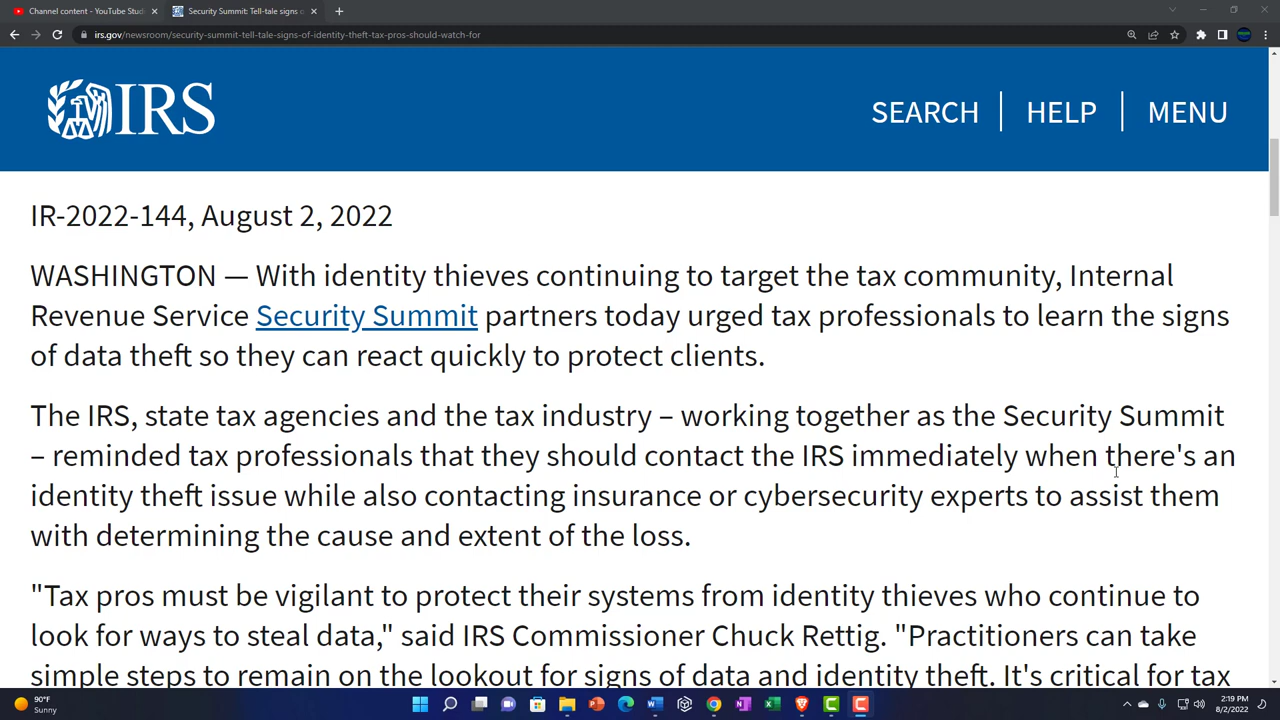 Channel content - YouTube Studio
Security Summit: Tell-tale signs o
irs.gov/newsroom/security-summit-tell-tale-signs-of-identity-theft-tax-pros-should-watch-for
IRS
SEARCH
HELP
MENU
IR-2022-144, August 2, 2022
WASHINGTON — With identity thieves continuing to target the tax community, Internal
Revenue Service Security Summit partners today urged tax professionals to learn the signs
of data theft so they can react quickly to protect clients.
The IRS, state tax agencies and the tax industry – working together as the Security Summit
– reminded tax professionals that they should contact the IRS immediately when there's an
identity theft issue while also contacting insurance or cybersecurity experts to assist them
with determining the cause and extent of the loss.
"Tax pros must be vigilant to protect their systems from identity thieves who continue to
look for ways to steal data," said IRS Commissioner Chuck Rettig. "Practitioners can take
simple steps to remain on the lookout for signs of data and identity theft. It's critical for tax
90°F
Sunny
2:19 PM
8/2/2022